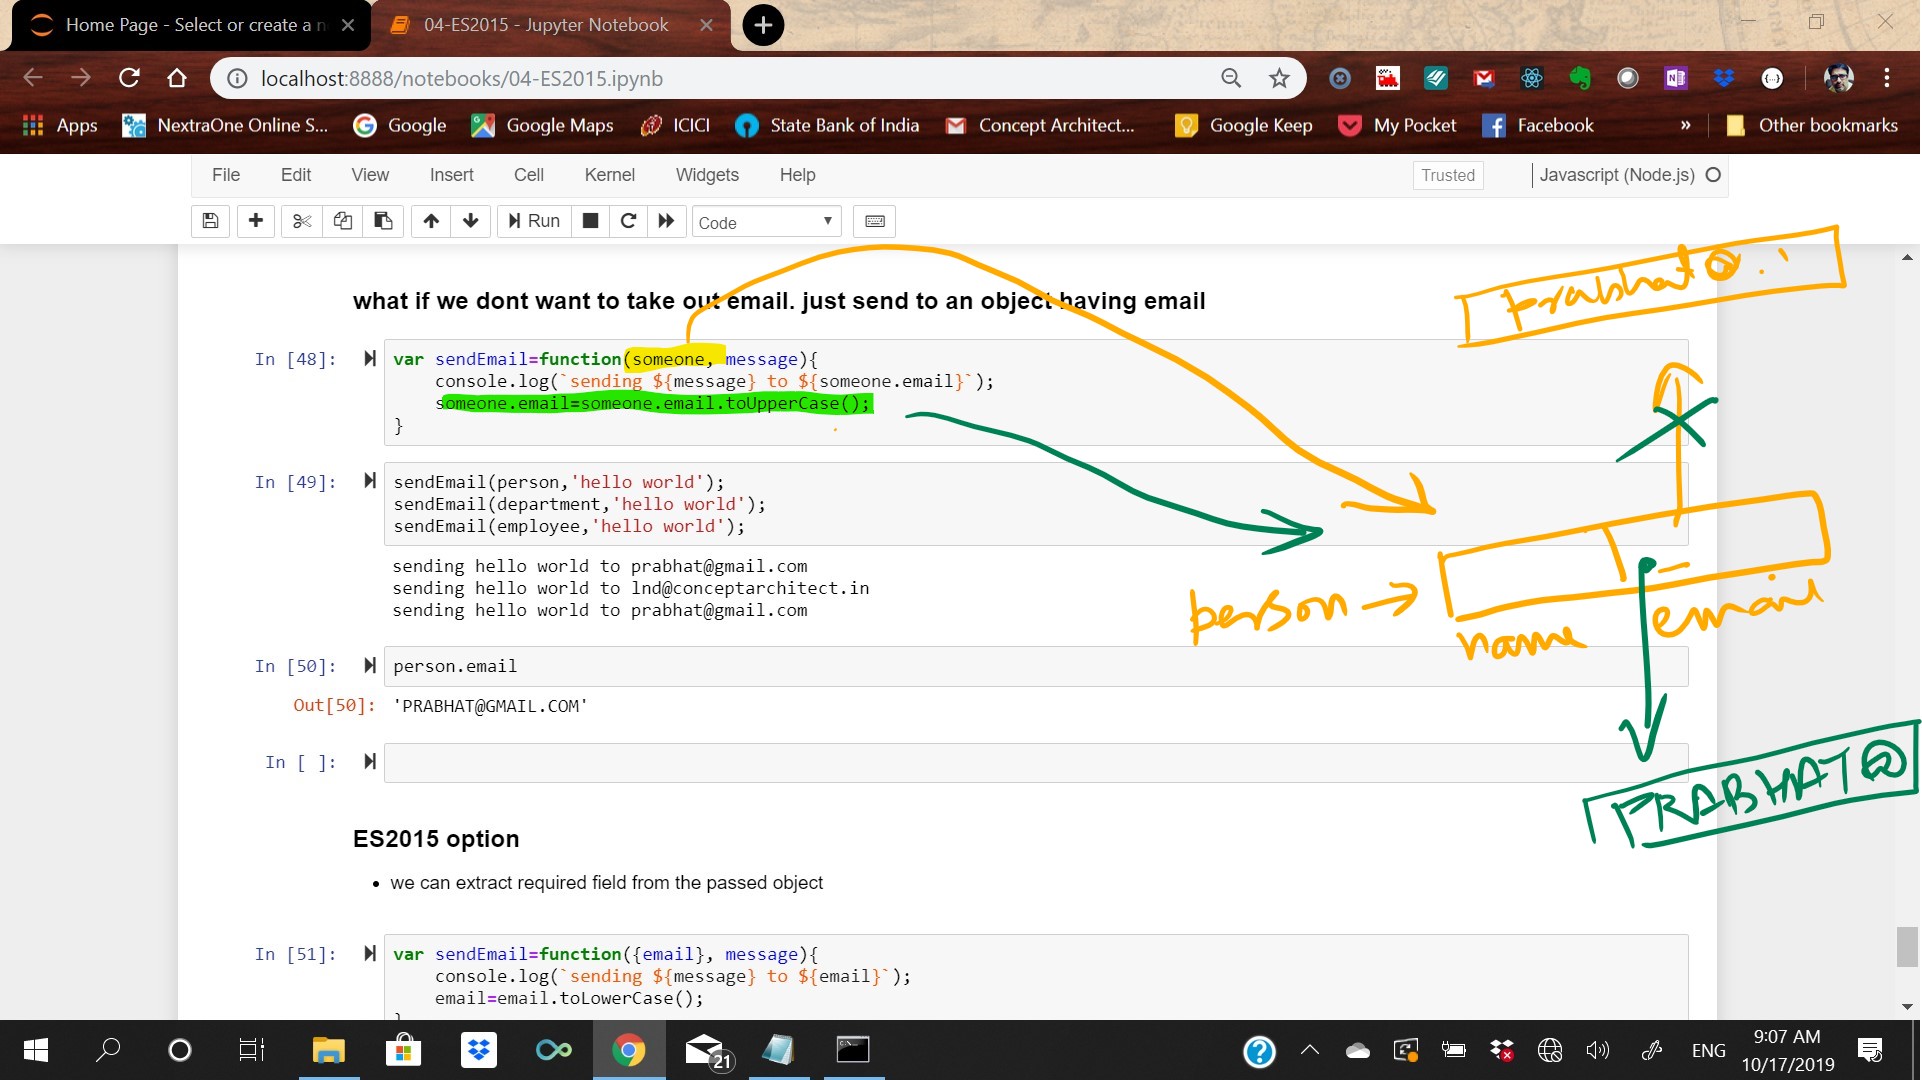 Home Page - Select or create a n
04-ES2015 - Jupyter Notebook
localhost:8888/notebooks/04-ES2015.ipynb
Apps NextraOne Online S... Google Google Maps ICICI State Bank of India Concept Architect... Google Keep My Pocket Facebook » Other bookmarks
File Edit View Insert Cell Kernel Widgets Help Trusted Javascript (Node.js)
Run Code
Prabhat@..
what if we dont want to take out email. just send to an object having email
In [48]: var sendEmail=function(someone, message){
console.log(`sending ${message} to ${someone.email}`);
someone.email=someone.email.toUpperCase();
}
In [49]: sendEmail(person,'hello world');
sendEmail(department,'hello world');
sendEmail(employee,'hello world');
sending hello world to prabhat@gmail.com
sending hello world to lnd@conceptarchitect.in
sending hello world to prabhat@gmail.com
person → name email
In [50]: person.email
Out[50]: 'PRABHAT@GMAIL.COM'
In [ ]:
PRABHAT@
ES2015 option
• we can extract required field from the passed object
In [51]: var sendEmail=function({email}, message){
console.log(`sending ${message} to ${email}`);
email=email.toLowerCase();
}
21
ENG
9:07 AM
10/17/2019